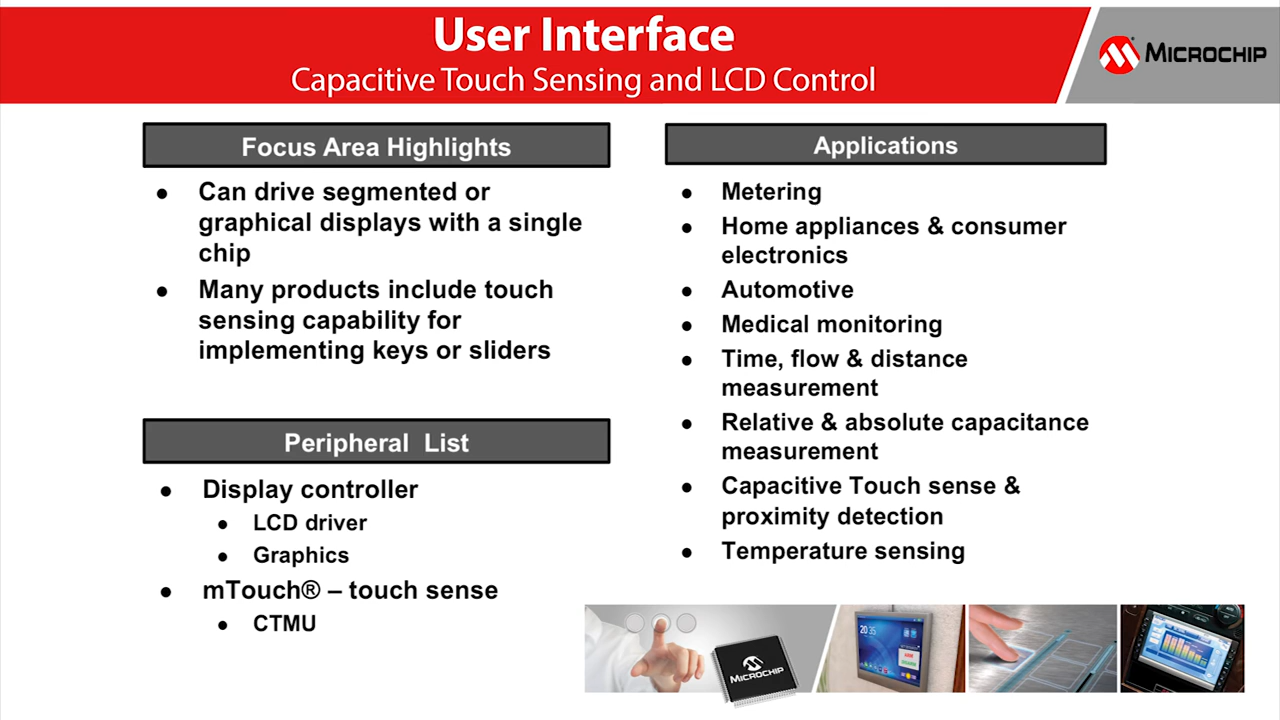 User Interface
Capacitive Touch Sensing and LCD Control
MICROCHIP
Focus Area Highlights
● Can drive segmented or
graphical displays with a single
chip
● Many products include touch
sensing capability for
implementing keys or sliders
Peripheral List
● Display controller
● LCD driver
● Graphics
● mTouch® – touch sense
● CTMU
Applications
● Metering
● Home appliances & consumer
electronics
● Automotive
● Medical monitoring
● Time, flow & distance
measurement
● Relative & absolute capacitance
measurement
● Capacitive Touch sense &
proximity detection
● Temperature sensing
MICROCHIP
20 35